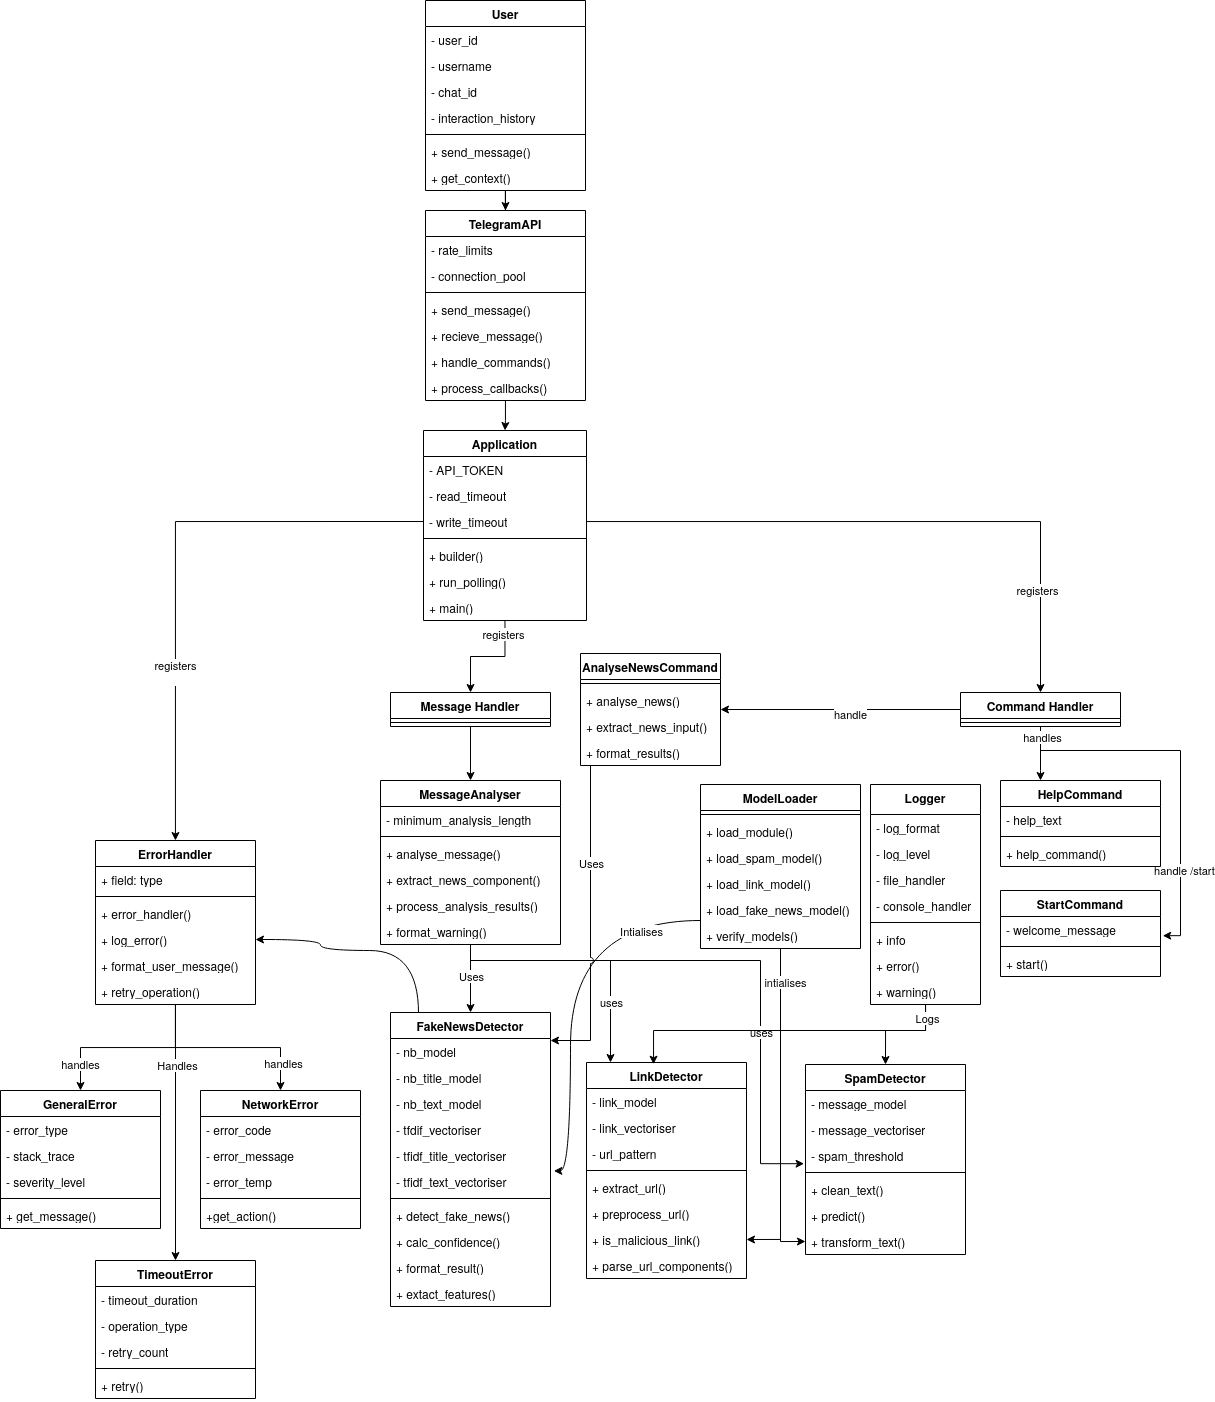 User
- user_id
- username
- chat_id
- interaction_history
+ send_message()
+ get_context()
TelegramAPI
- rate_limits
- connection_pool
+ send_message()
+ recieve_message()
+ handle_commands()
+ process_callbacks()
Application
- API_TOKEN
- read_timeout
- write_timeout
+ builder()
+ run_polling()
+ main()
registers
registers
registers
Message Handler
AnalyseNewsCommand
+ analyse_news()
+ extract_news_input()
+ format_results()
handle
Command Handler
handles
MessageAnalyser
- minimum_analysis_length
+ analyse_message()
+ extract_news_component()
+ process_analysis_results()
+ format_warning()
Uses
ModelLoader
+ load_module()
+ load_spam_model()
+ load_link_model()
+ load_fake_news_model()
+ verify_models()
Logger
- log_format
- log_level
- file_handler
- console_handler
+ info
+ error()
+ warning()
HelpCommand
- help_text
+ help_command()
handle /start
StartCommand
- welcome_message
+ start()
ErrorHandler
+ field: type
+ error_handler()
+ log_error()
+ format_user_message()
+ retry_operation()
Intialises
Uses
uses
intialises
uses
Logs
handles
Handles
handles
GeneralError
- error_type
- stack_trace
- severity_level
+ get_message()
NetworkError
- error_code
- error_message
- error_temp
+get_action()
TimeoutError
- timeout_duration
- operation_type
- retry_count
+ retry()
FakeNewsDetector
- nb_model
- nb_title_model
- nb_text_model
- tfdif_vectoriser
- tfidf_title_vectoriser
- tfidf_text_vectoriser
+ detect_fake_news()
+ calc_confidence()
+ format_result()
+ extact_features()
LinkDetector
- link_model
- link_vectoriser
- url_pattern
+ extract_url()
+ preprocess_url()
+ is_malicious_link()
+ parse_url_components()
SpamDetector
- message_model
- message_vectoriser
- spam_threshold
+ clean_text()
+ predict()
+ transform_text()